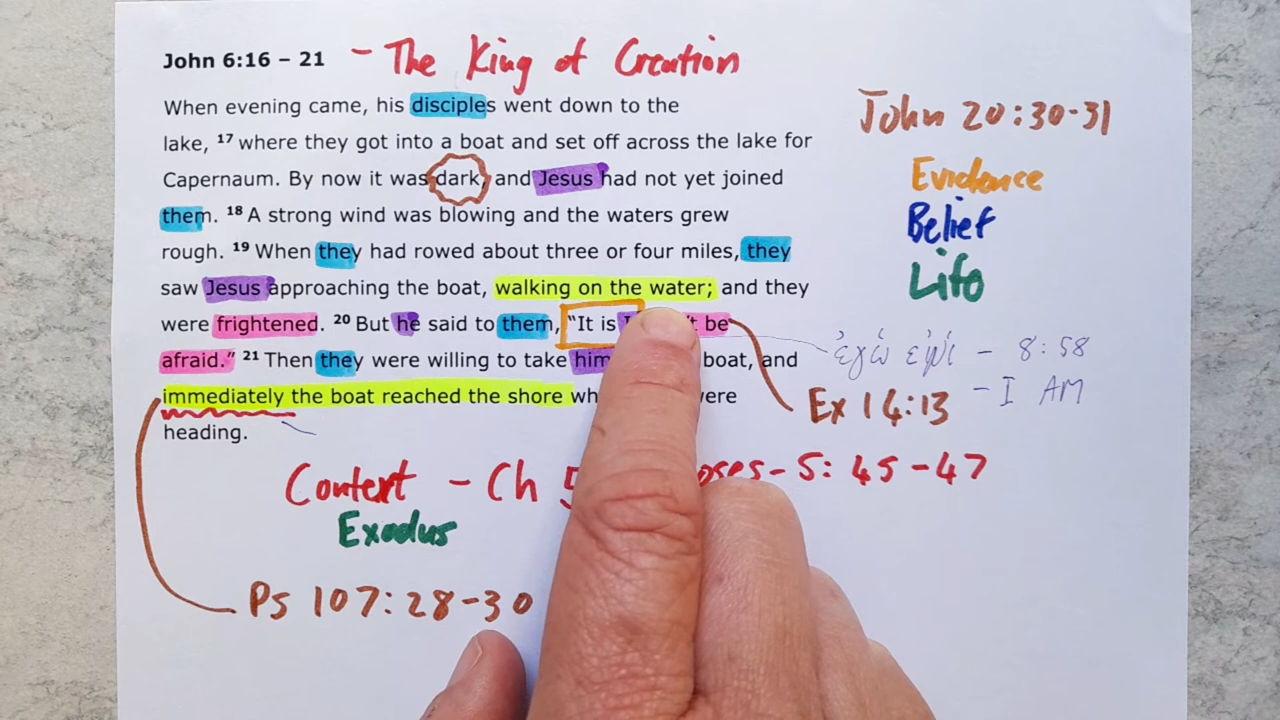 John 6:16 – 21 - The King of Creation
When evening came, his disciples went down to the
lake, 17 where they got into a boat and set off across the lake for
Capernaum. By now it was dark, and Jesus had not yet joined
them. 18 A strong wind was blowing and the waters grew
rough. 19 When they had rowed about three or four miles, they
saw Jesus approaching the boat, walking on the water; and they
were frightened. 20 But he said to them, "It is be
afraid." 21 Then they were willing to take him boat, and
immediately the boat reached the shore
heading.
John 20:30-31
Evidence
Belief
Life
ἐγώ εἰμι - 8:58
- I AM
Ex 14:13
Context - Ch 5 - 5:45-47
Exodus
Ps 107:28-30